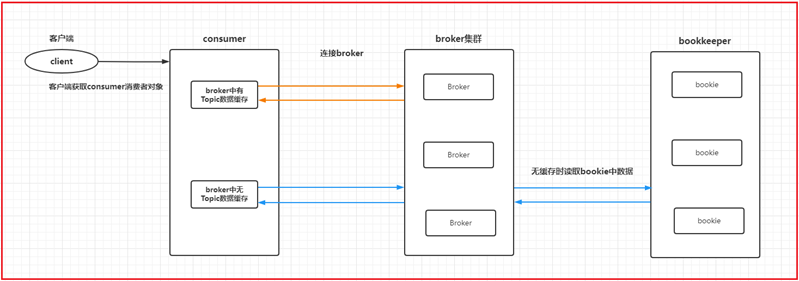 客户端
client
客户端获取consumer消费者对象
consumer
broker中有
Topic数据缓存
broker中无
Topic数据缓存
连接broker
broker集群
Broker
Broker
Broker
无缓存时读取bookie中数据
bookkeeper
bookie
bookie
bookie